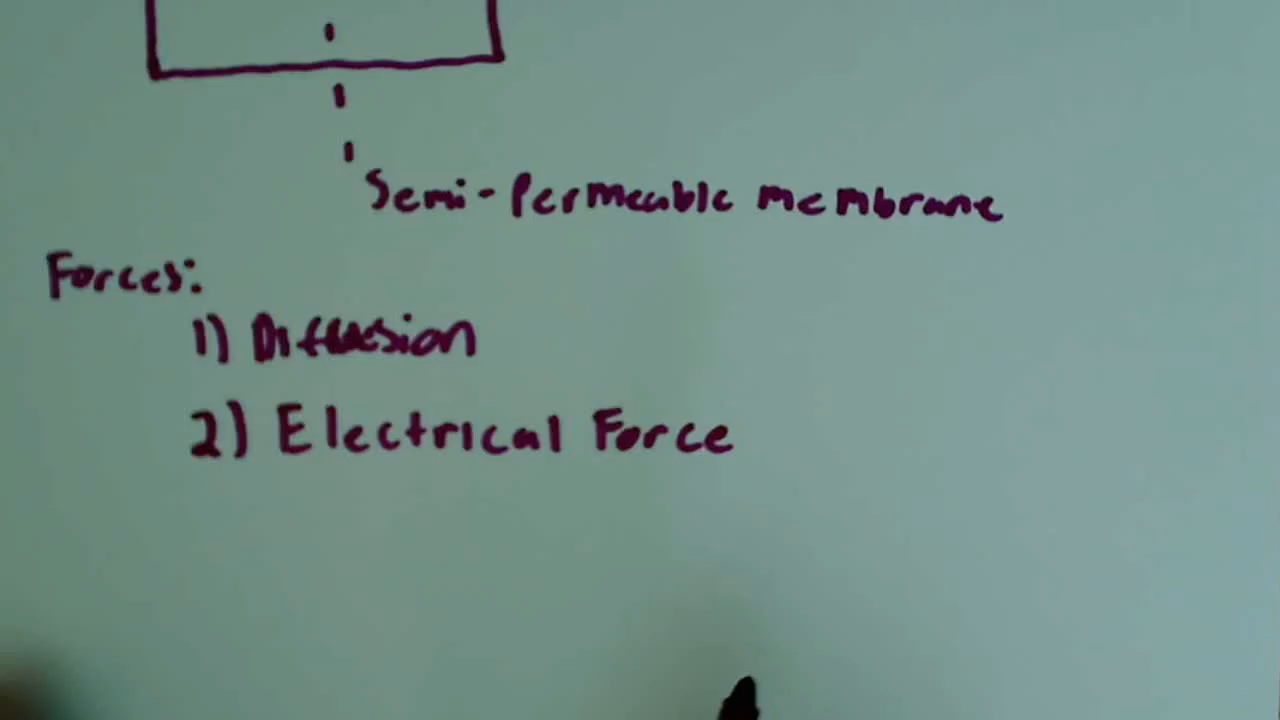 Semi-Permeable membrane
Forces:
1) Diffusion
2) Electrical Force